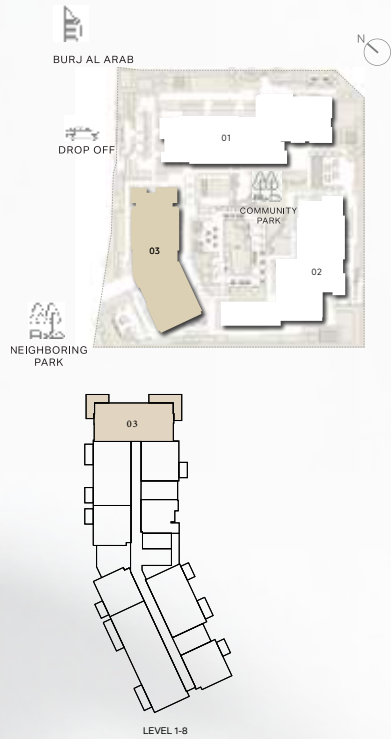 N
BURJ AL ARAB
DROP OFF
01
COMMUNITY
PARK
03
02
NEIGHBORING
PARK
03
LEVEL 1-8